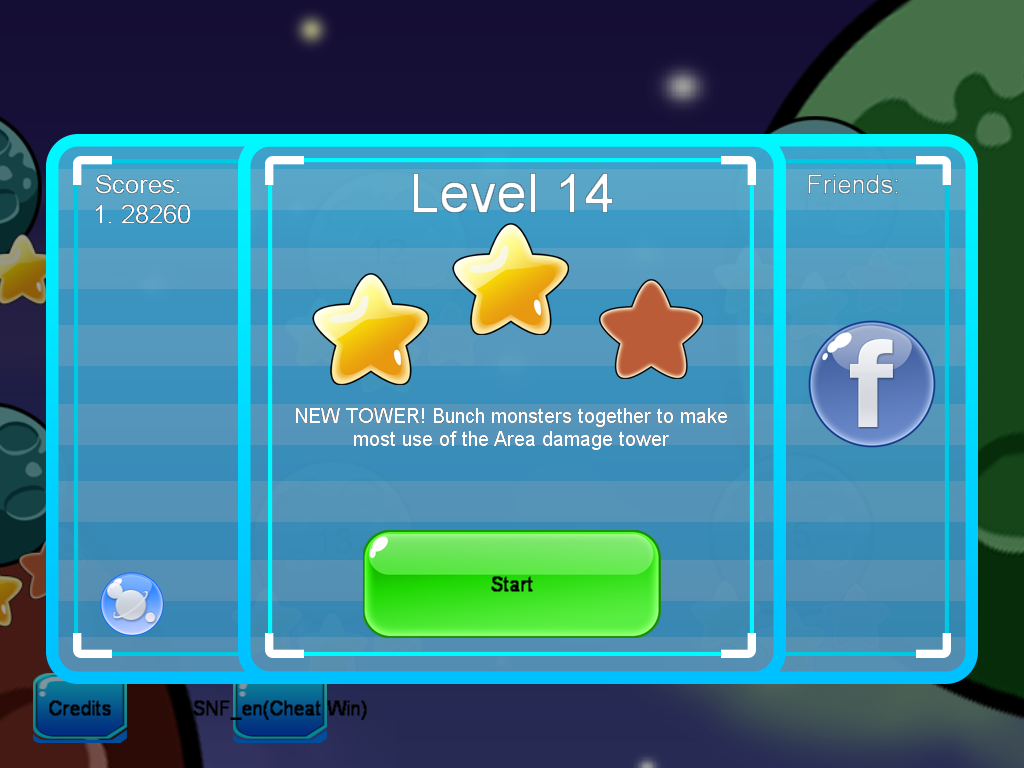 Scores:
1. 28260
Level 14
Friends:
NEW TOWER! Bunch monsters together to make
most use of the Area damage tower
f
Start
Credits
SNF_en(Cheat Win)